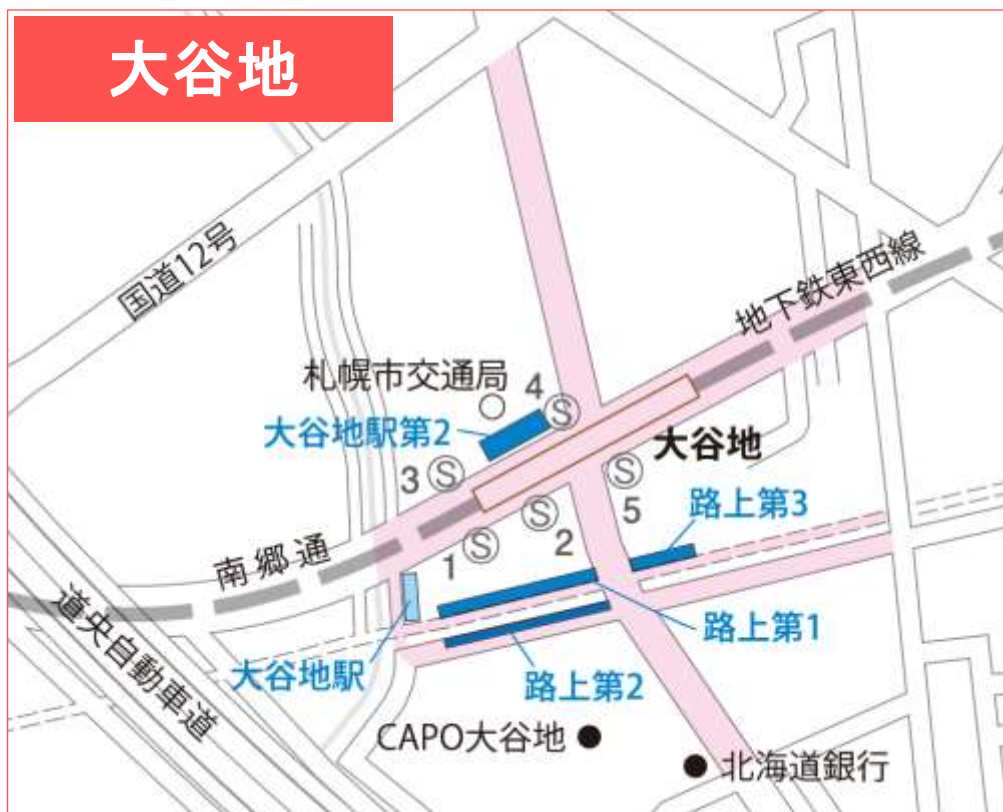 大谷地
国道12号
地下鉄東西線
札幌市交通局
4
S
大谷地駅第2
大谷地
3
S
S
路上第3
S
5
2
南郷通
1
S
路上第1
道央自動車道
大谷地駅
路上第2
CAPO大谷地
北海道銀行